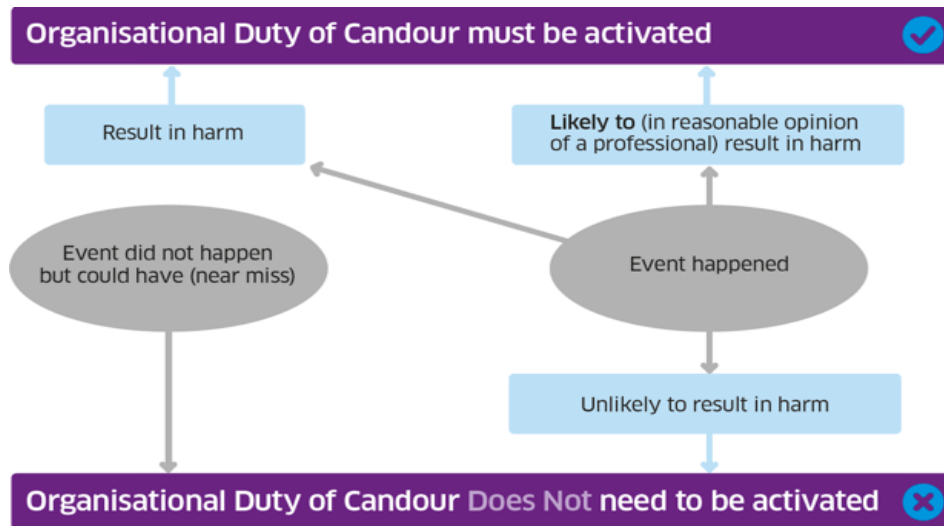 Organisational Duty of Candour must be activated
Result in harm
Likely to (in reasonable opinion
of a professional) result in harm
Event did not happen
but could have (near miss)
Event happened
Unlikely to result in harm
Organisational Duty of Candour Does Not need to be activated